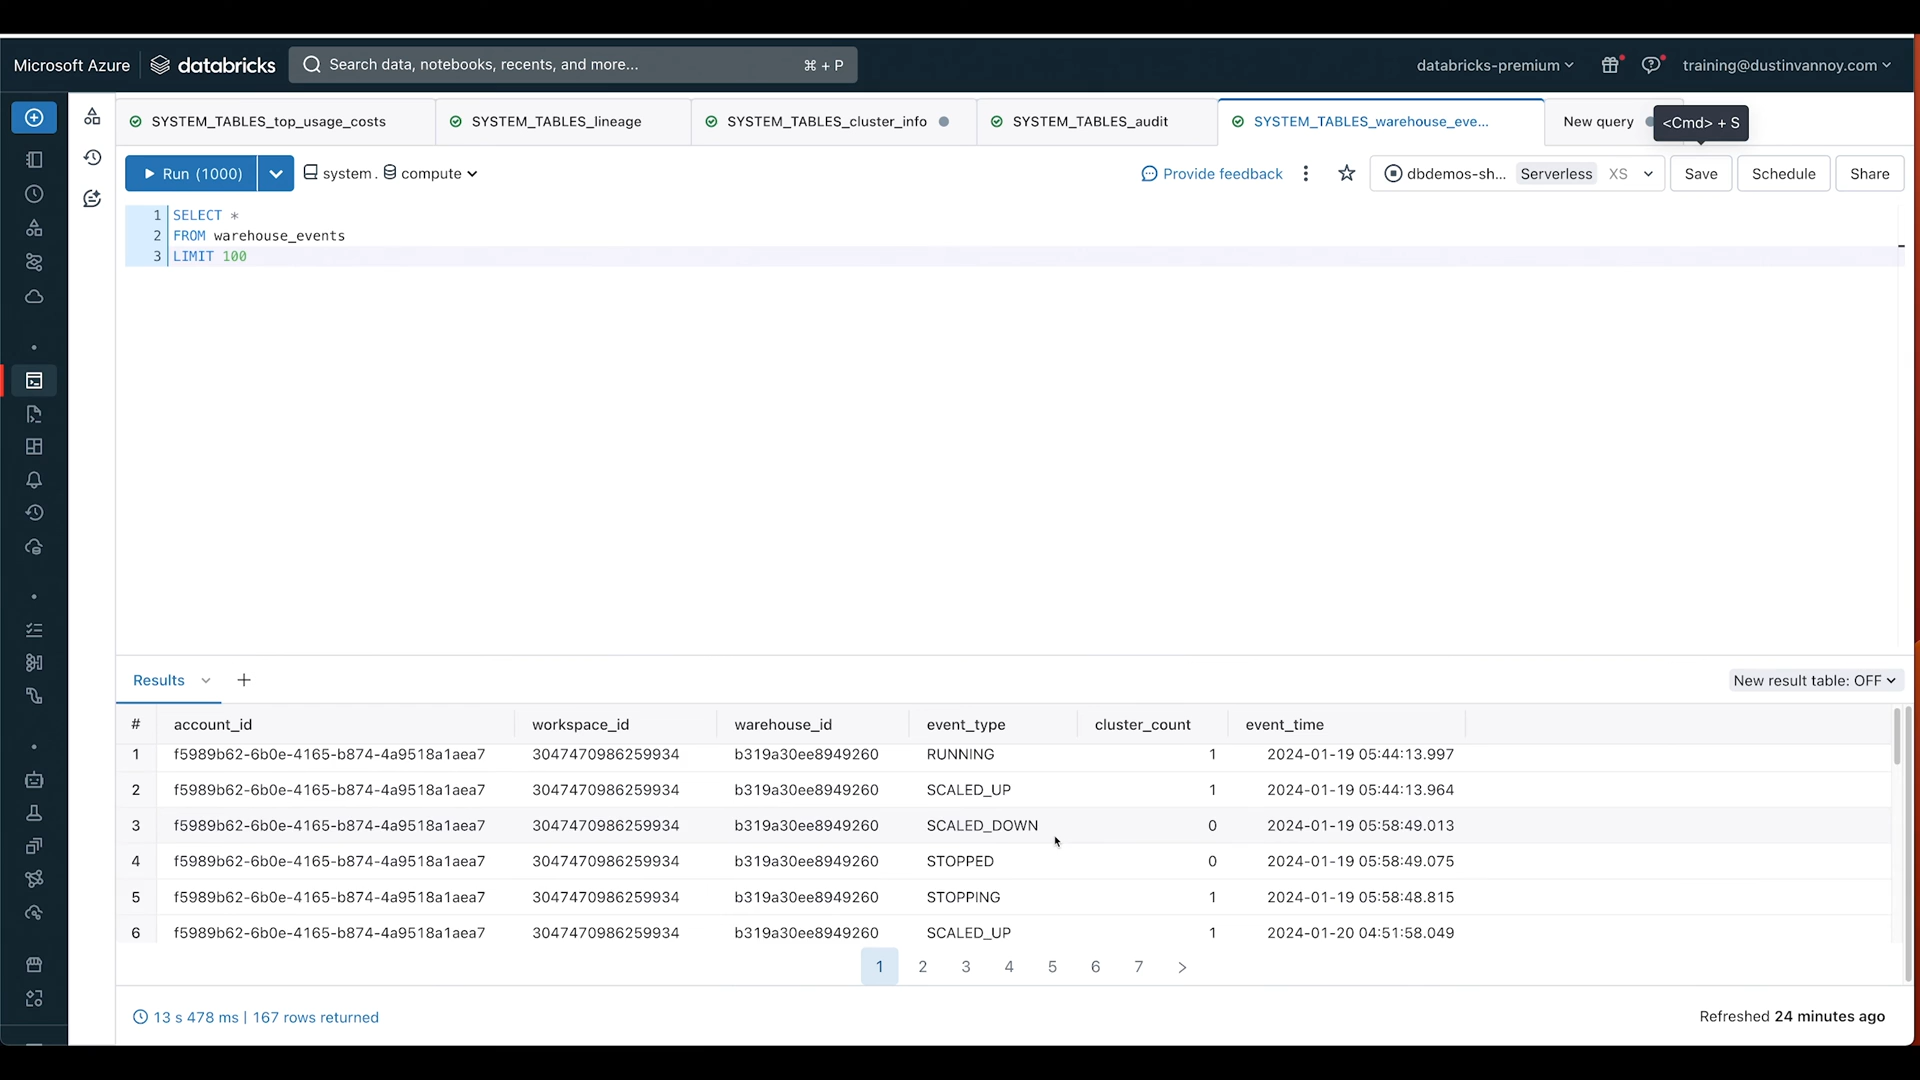 Microsoft Azure databricks Search data, notebooks, recents, and more... ⌘ + P databricks-premium training@dustinvannoy.com
SYSTEM_TABLES_top_usage_costs SYSTEM_TABLES_lineage SYSTEM_TABLES_cluster_info SYSTEM_TABLES_audit SYSTEM_TABLES_warehouse_eve... New query <Cmd> + S
Run (1000) system. compute Provide feedback dbdemos-sh... Serverless XS Save Schedule Share
1 SELECT *
2 FROM warehouse_events
3 LIMIT 100
Results + New result table: OFF
# account_id workspace_id warehouse_id event_type cluster_count event_time
1 f5989b62-6b0e-4165-b874-4a9518a1aea7 3047470986259934 b319a30ee8949260 RUNNING 1 2024-01-19 05:44:13.997
2 f5989b62-6b0e-4165-b874-4a9518a1aea7 3047470986259934 b319a30ee8949260 SCALED_UP 1 2024-01-19 05:44:13.964
3 f5989b62-6b0e-4165-b874-4a9518a1aea7 3047470986259934 b319a30ee8949260 SCALED_DOWN 0 2024-01-19 05:58:49.013
4 f5989b62-6b0e-4165-b874-4a9518a1aea7 3047470986259934 b319a30ee8949260 STOPPED 0 2024-01-19 05:58:49.075
5 f5989b62-6b0e-4165-b874-4a9518a1aea7 3047470986259934 b319a30ee8949260 STOPPING 1 2024-01-19 05:58:48.815
6 f5989b62-6b0e-4165-b874-4a9518a1aea7 3047470986259934 b319a30ee8949260 SCALED_UP 1 2024-01-20 04:51:58.049
1 2 3 4 5 6 7 >
13 s 478 ms | 167 rows returned Refreshed 24 minutes ago